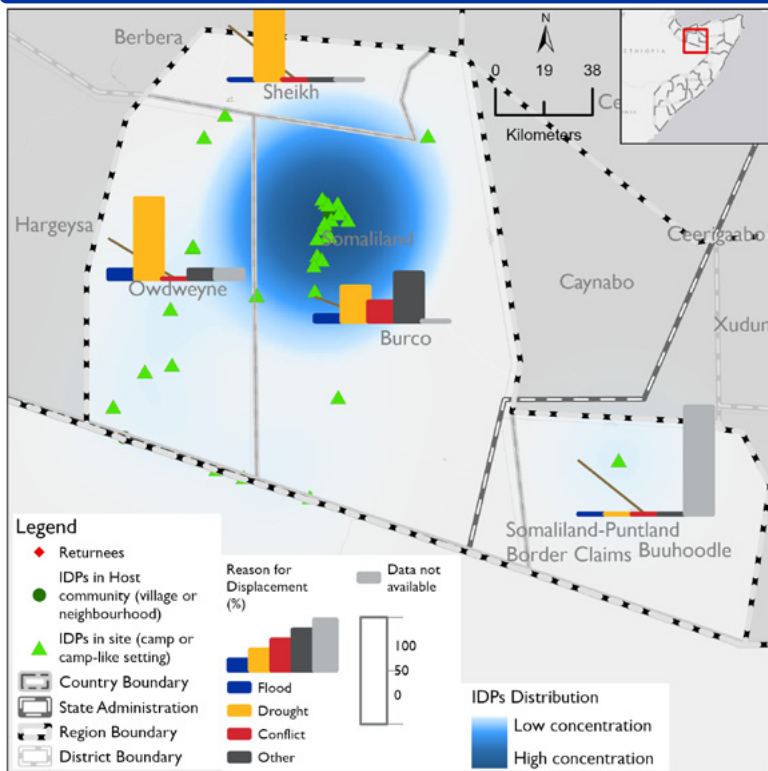 Berbera
N
ETHIOPIA
Sheikh
0 19 38
Kilometers
Ce
Hargeysa
Somaliland
Ceerigaabo
Owdweyne
Caynabo
Xudun
Burco
Somaliland-Puntland
Border Claims
Buuhoodle
Legend
Returnees
IDPs in Host
community (village or
neighbourhood)
IDPs in site (camp or
camp-like setting)
Country Boundary
State Administration
Region Boundary
District Boundary
Reason for
Displacement
(%)
Flood
Drought
Conflict
Other
Data not
available
100
50
0
IDPs Distribution
Low concentration
High concentration